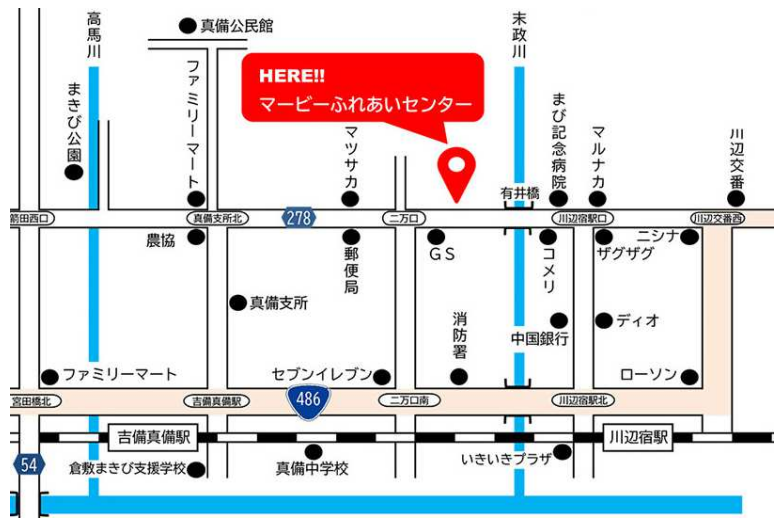 高馬川
真備公民館
末政川
HERE!!
マービーふれあいセンター
まきび公園
ファミリーマート
マツサカ
まび記念病院
マルナカ
川辺交番
有井橋
箭田西口
真備支所北
278
二万口
川辺宿駅口
川辺交番西
農協
郵便局
GS
コメリ
ザグザグ
ニシナ
真備支所
消防署
中国銀行
ディオ
ファミリーマート
セブンイレブン
ローソン
宮田橋北
吉備真備駅
486
二万口南
川辺宿駅北
吉備真備駅
川辺宿駅
54
倉敷まきび支援学校
真備中学校
いきいきプラザ